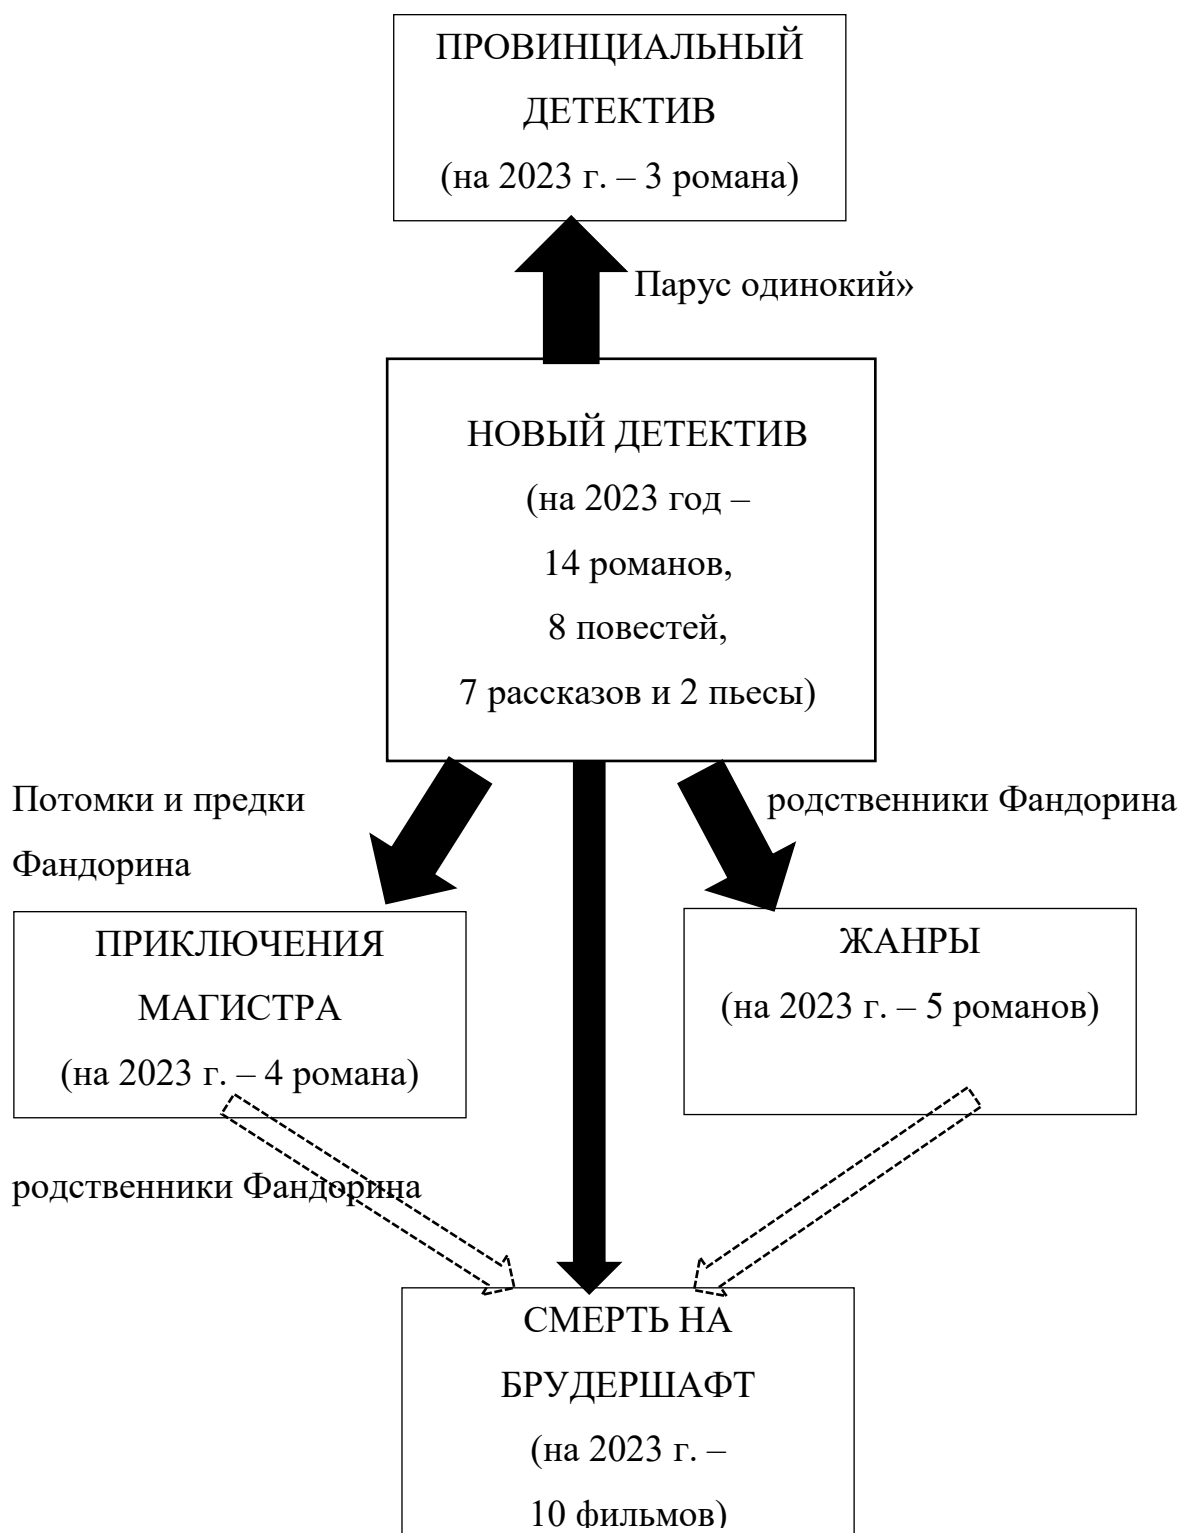 ПРОВИНЦИАЛЬНЫЙ
ДЕТЕКТИВ
(на 2023 г. – 3 романа)
Парус одинокий»
НОВЫЙ ДЕТЕКТИВ
(на 2023 год –
14 романов,
8 повестей,
7 рассказов и 2 пьесы)
Потомки и предки
Фандорина
родственники Фандорина
ПРИКЛЮЧЕНИЯ
МАГИСТРА
(на 2023 г. – 4 романа)
ЖАНРЫ
(на 2023 г. – 5 романов)
родственники Фандорина
СМЕРТЬ НА
БРУДЕРШАФТ
(на 2023 г. –
10 фильмов)